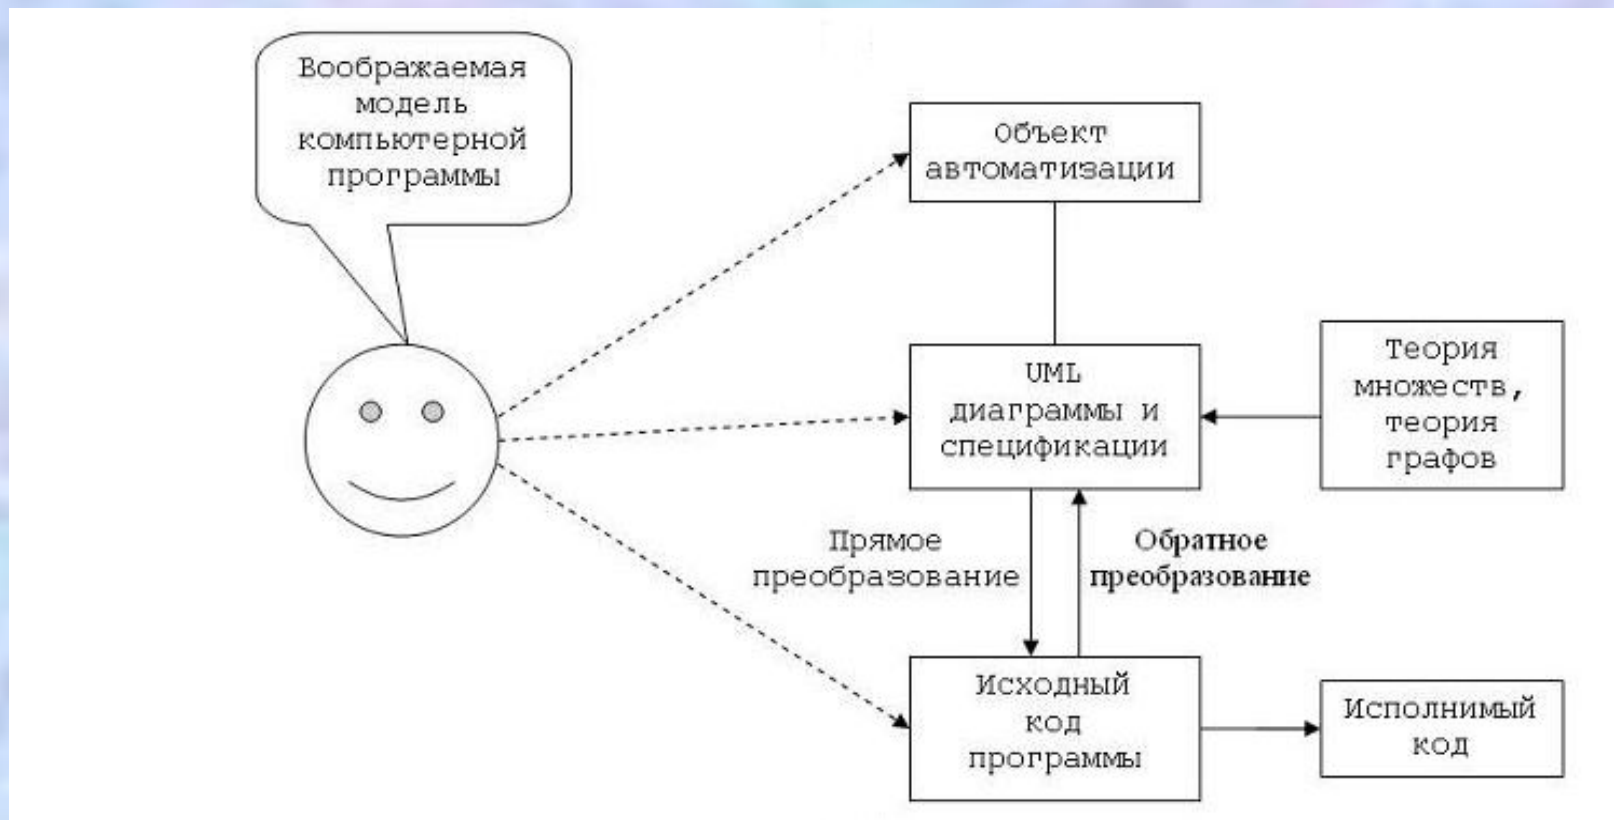 Воображаемая
модель
компьютерной
программы
Объект
автоматизации
UML
диаграммы и
спецификации
Теория
множеств,
теория
графов
Прямое
преобразование
Обратное
преобразование
Исходный
код
программы
Исполнимый
код